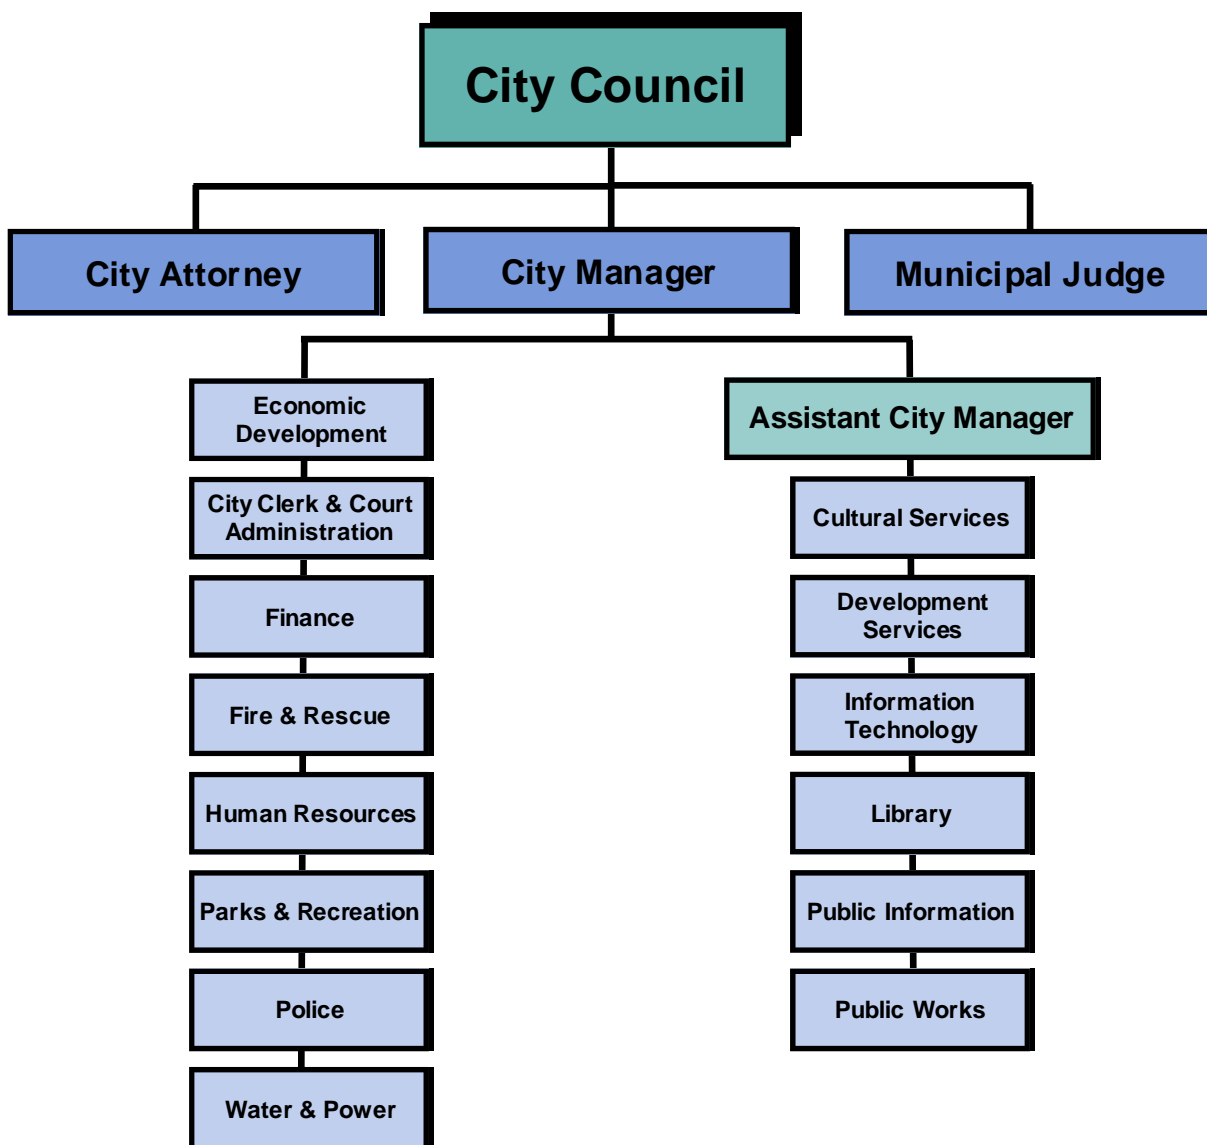 City Council
City Attorney
City Manager
Municipal Judge
Economic
Development
City Clerk & Court
Administration
Finance
Fire & Rescue
Human Resources
Parks & Recreation
Police
Water & Power
Assistant City Manager
Cultural Services
Development
Services
Information
Technology
Library
Public Information
Public Works